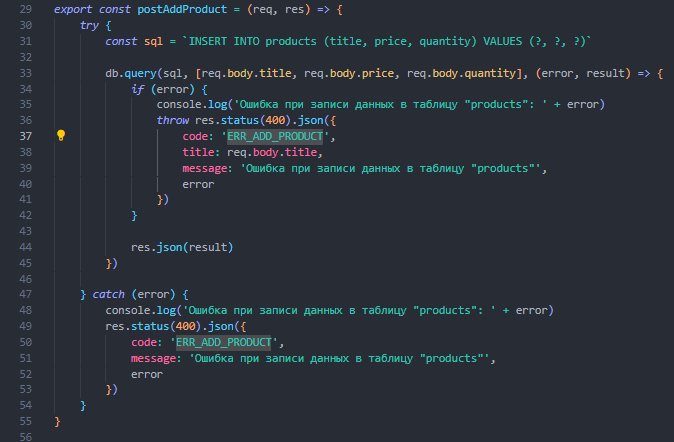 29 export const postAddProduct = (req, res) => {
30 try {
31 const sql = `INSERT INTO products (title, price, quantity) VALUES (?, ?, ?)`
32
33 db.query(sql, [req.body.title, req.body.price, req.body.quantity], (error, result) => {
34 if (error) {
35 console.log('Ошибка при записи данных в таблицу "products": ' + error)
36 throw res.status(400).json({
37 code: 'ERR_ADD_PRODUCT',
38 title: req.body.title,
39 message: 'Ошибка при записи данных в таблицу "products"',
40 error
41 })
42 }
43
44 res.json(result)
45 })
46
47 } catch (error) {
48 console.log('Ошибка при записи данных в таблицу "products": ' + error)
49 res.status(400).json({
50 code: 'ERR_ADD_PRODUCT',
51 message: 'Ошибка при записи данных в таблицу "products"',
52 error
53 })
54 }
55 }
56